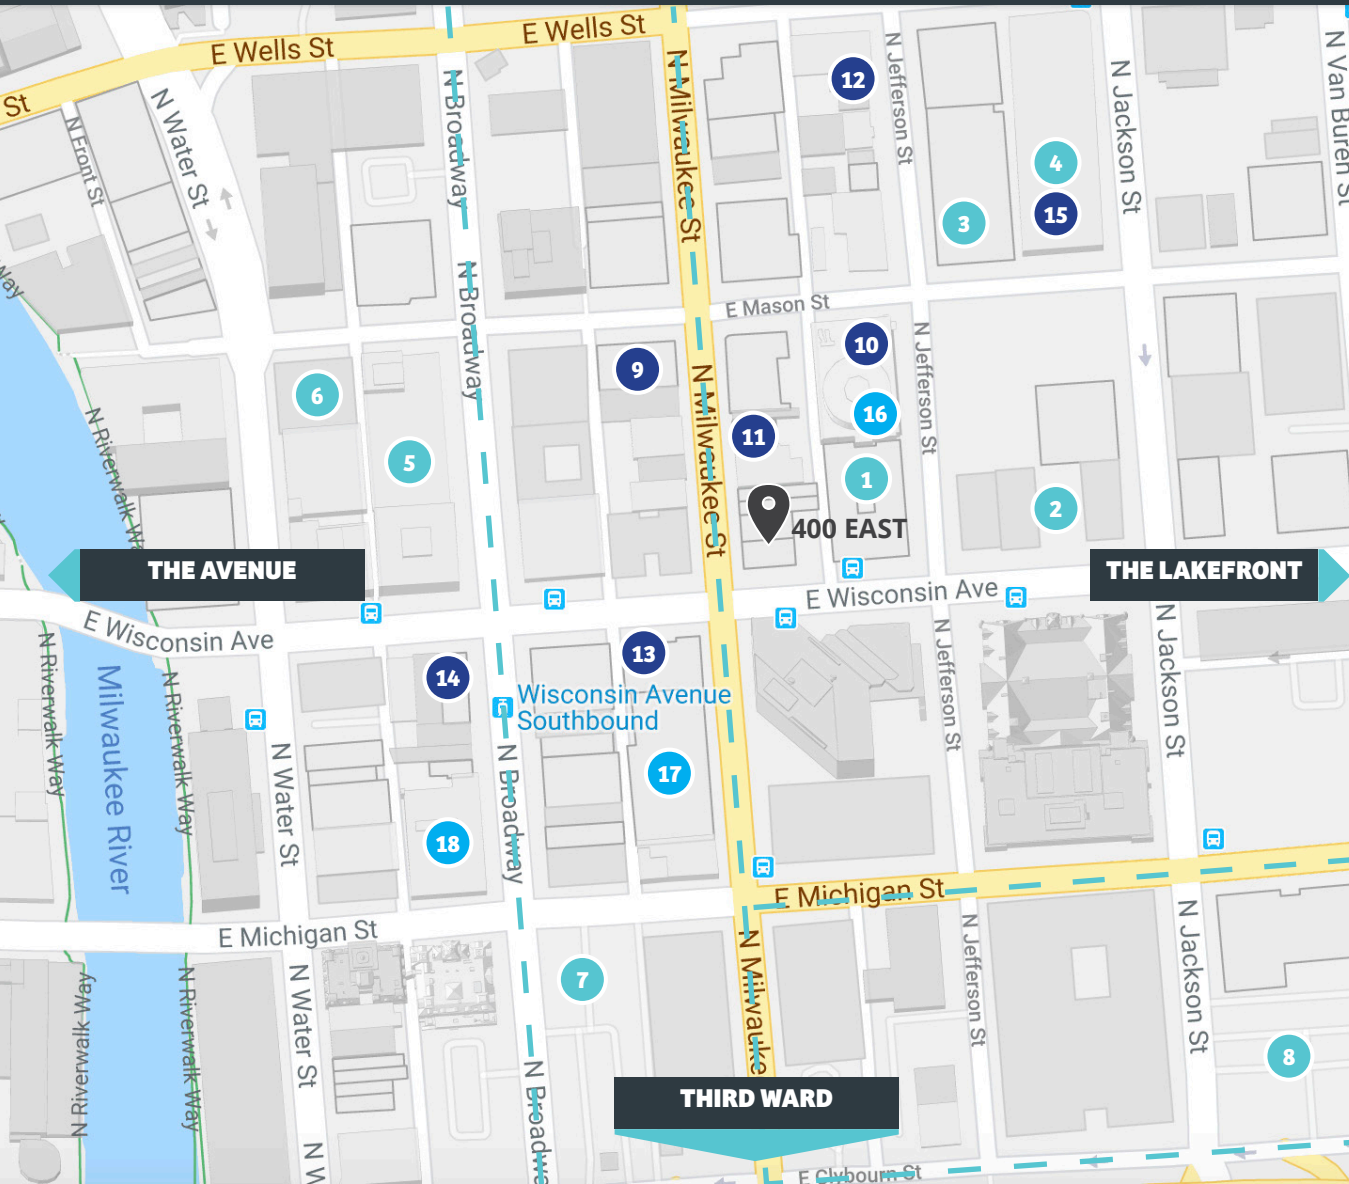 E Wells St
E Wells St
St
N Water St
N Front St
N Broadway
N Milwaukee St
N Jefferson St
N Jackson St
N Van Buren St
12
4
15
3
Way
N Broadway
E Mason St
10
9
6
16
11
5
1
2
N Riverwalk Wa
N Milwaukee St
N Jefferson St
400 EAST
THE AVENUE
THE LAKEFRONT
E Wisconsin Ave
E Wisconsin Ave
13
14
Wisconsin Avenue
Southbound
N Riverwalk Way
Milwaukee River
N Riverwalk Way
N Water St
N Broadway
N Jefferson St
N Jackson St
17
18
E Michigan St
E Michigan St
7
N Riverwalk Way
N Riverwalk Way
N Water St
N Milwauke
N Jefferson St
N Jackson St
8
N Broadwa
THIRD WARD
N W
E Clybourn St